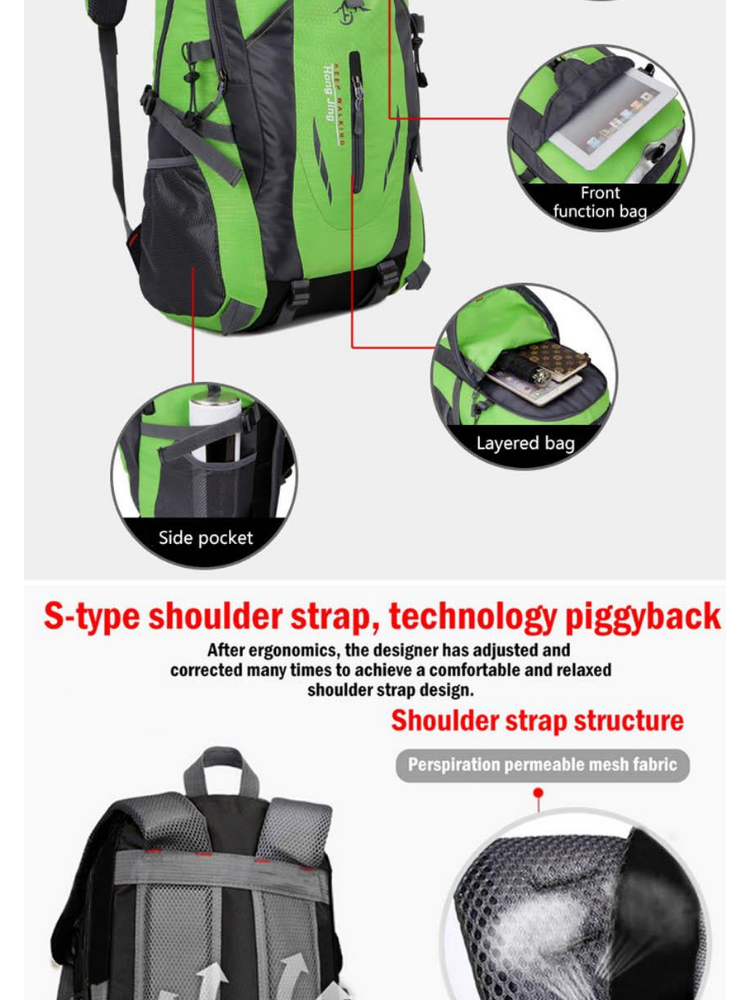 KEEP WALKING
Hong Jing
Front
function bag
Layered bag
Side pocket
S-type shoulder strap, technology piggyback
After ergonomics, the designer has adjusted and
corrected many times to achieve a comfortable and relaxed
shoulder strap design.
Shoulder strap structure
Perspiration permeable mesh fabric